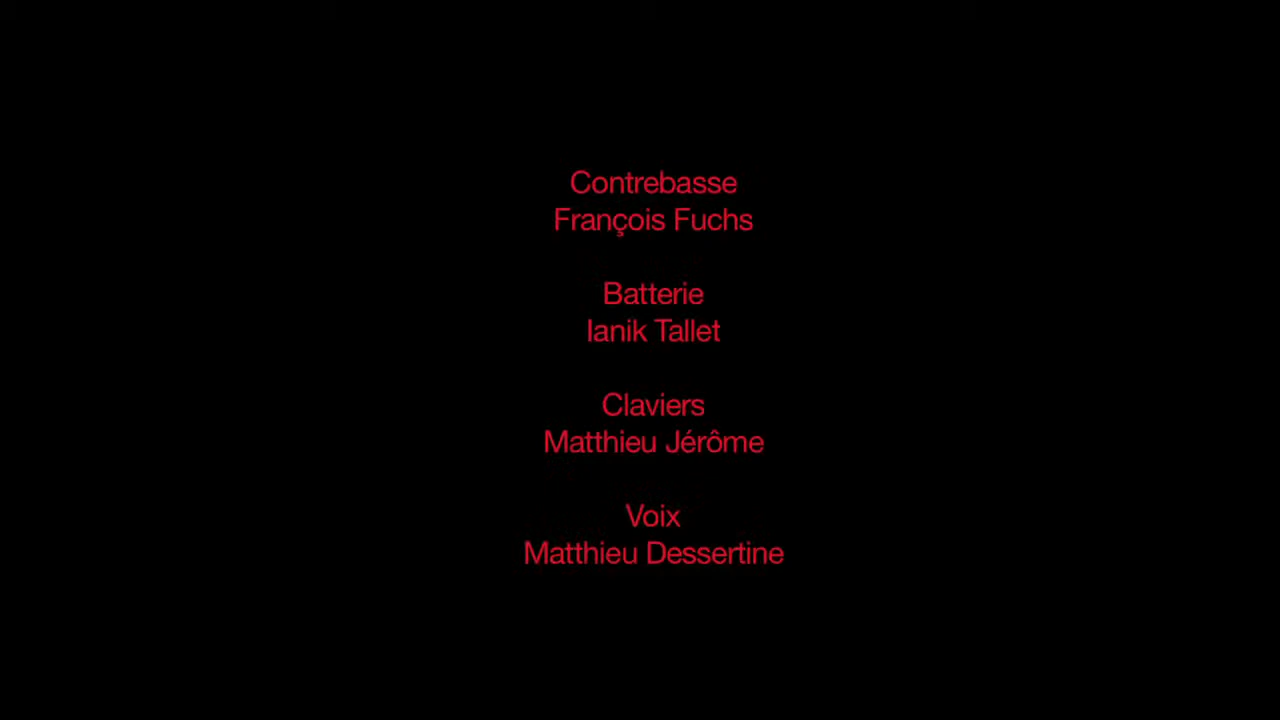 Contrebasse
François Fuchs
Batterie
Ianik Tallet
Claviers
Matthieu Jérôme
Voix
Matthieu Dessertine